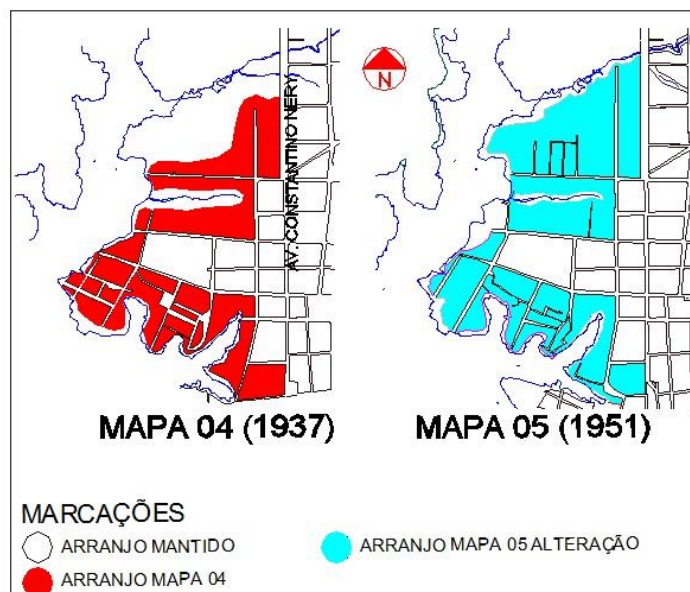 N
AV. CONSTANTINO NERY
MAPA 04 (1937)
MAPA 05 (1951)
MARCAÇÕES
ARRANJO MANTIDO
ARRANJO MAPA 05 ALTERAÇÃO
ARRANJO MAPA 04